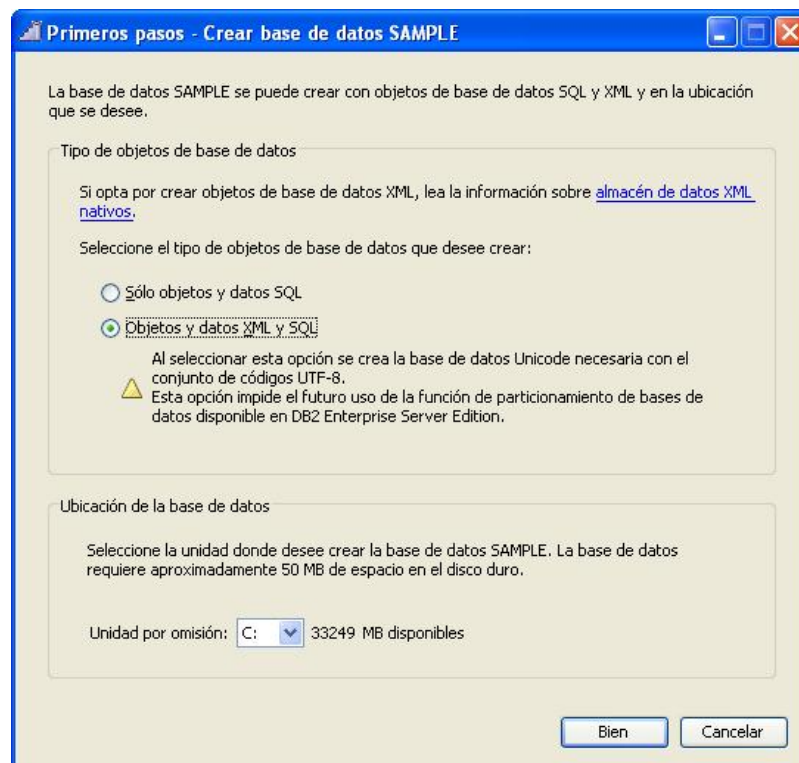 Primeros pasos - Crear base de datos SAMPLE
La base de datos SAMPLE se puede crear con objetos de base de datos SQL y XML y en la ubicación
que se desee.
Tipo de objetos de base de datos
Si opta por crear objetos de base de datos XML, lea la información sobre almacén de datos XML
nativos.
Seleccione el tipo de objetos de base de datos que desee crear:
Sólo objetos y datos SQL
Objetos y datos XML y SQL
Al seleccionar esta opción se crea la base de datos Unicode necesaria con el
conjunto de códigos UTF-8.
Esta opción impide el futuro uso de la función de particionamiento de bases de
datos disponible en DB2 Enterprise Server Edition.
Ubicación de la base de datos
Seleccione la unidad donde desee crear la base de datos SAMPLE. La base de datos
requiere aproximadamente 50 MB de espacio en el disco duro.
Unidad por omisión: C: 33249 MB disponibles
Bien Cancelar